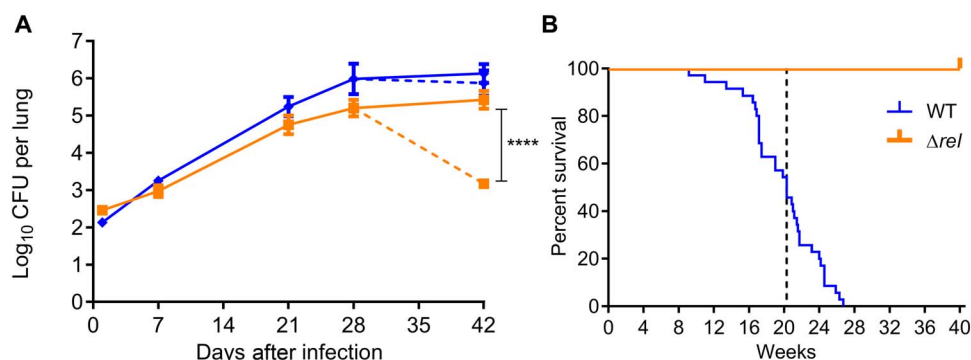 A
Log10 CFU per lung
7
6
5
4
3
2
1
0
0 7 14 21 28 35 42
Days after infection
****
B
Percent survival
100
80
60
40
20
0
0 4 8 12 16 20 24 28 32 36 40
Weeks
WT
Δrel